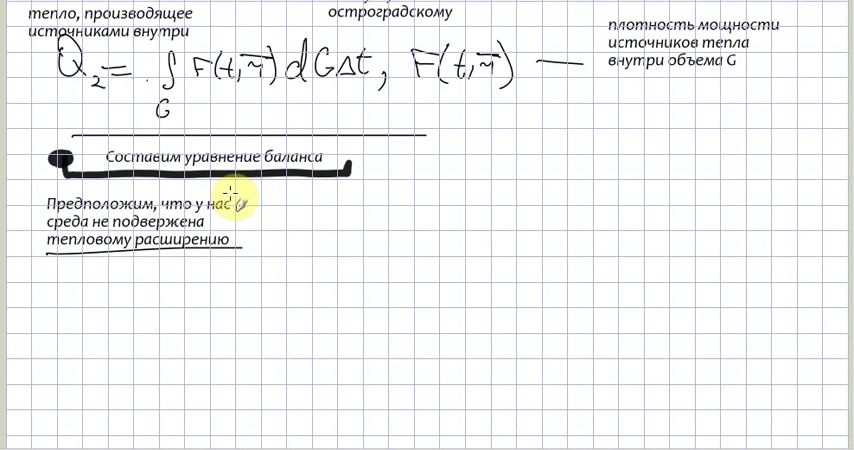 тепло, производящее
источниками внутри
остроградскому
плотность мощности
источников тепла
внутри объема G
Q₂ = ∫ F(t, r̅) dG Δt, F(t, r̅) —
G
Составим уравнение баланса
Предположим, что у нас
среда не подвержена
тепловому расширению